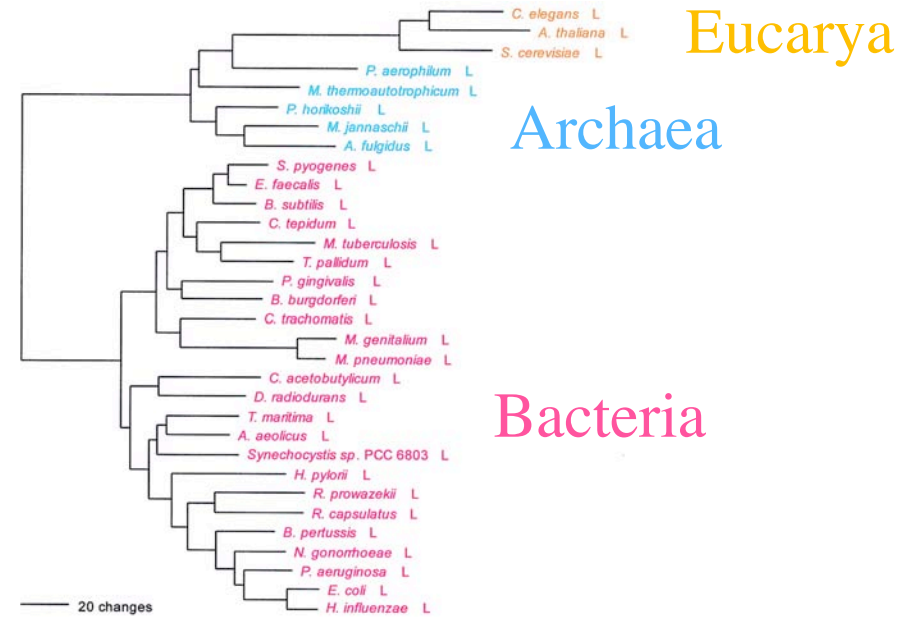 C. elegans L
A. thaliana L
S. cerevisiae L
Eucarya
P. aerophilum L
M. thermoautotrophicum L
P. horikoshii L
M. jannaschii L
A. fulgidus L
Archaea
S. pyogenes L
E. faecalis L
B. subtilis L
C. tepidum L
M. tuberculosis L
T. pallidum L
P. gingivalis L
B. burgdorferi L
C. trachomatis L
M. genitalium L
M. pneumoniae L
C. acetobutylicum L
D. radiodurans L
T. maritima L
A. aeolicus L
Bacteria
Synechocystis sp. PCC 6803 L
H. pylorii L
R. prowazekii L
R. capsulatus L
B. pertussis L
N. gonorrhoeae L
P. aeruginosa L
E. coli L
H. influenzae L
20 changes